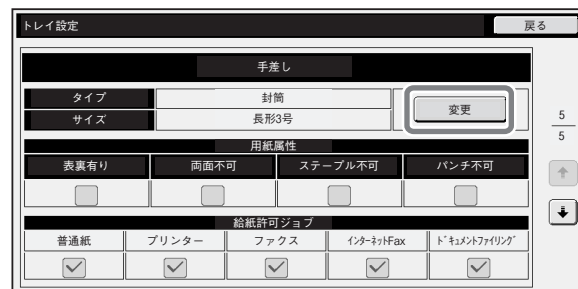 トレイ設定 戻る
手差し
タイプ 封筒 変更
サイズ 長形3号
5
5
用紙属性
表裏有り 両面不可 ステープル不可 パンチ不可
給紙許可ジョブ
普通紙 プリンター ファクス インターネットFax ドキュメントファイリング